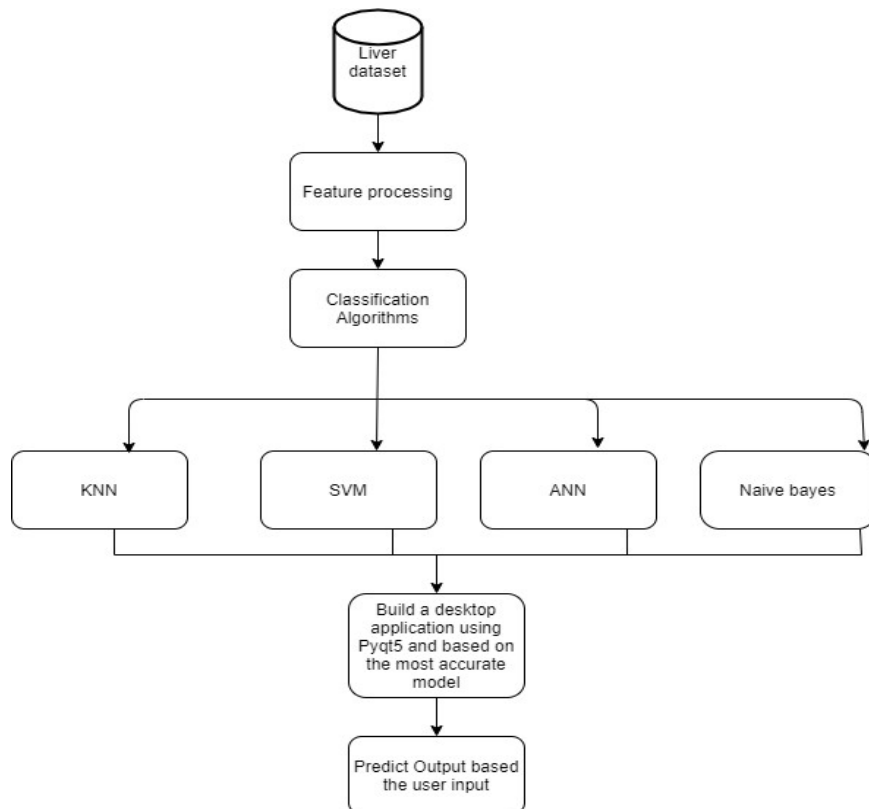 Liver
dataset
Feature processing
Classification
Algorithms
KNN
SVM
ANN
Naive bayes
Build a desktop
application using
Pyqt5 and based on
the most accurate
model
Predict Output based
the user input